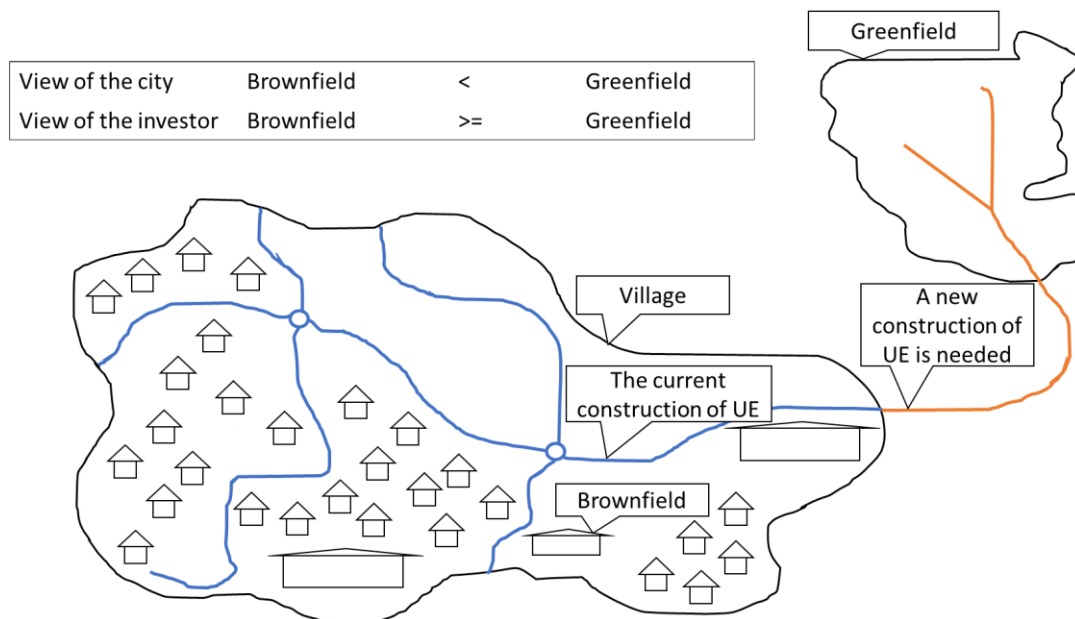 Greenfield
View of the city Brownfield < Greenfield
View of the investor Brownfield >= Greenfield
Village
A new
construction of
UE is needed
The current
construction of UE
Brownfield